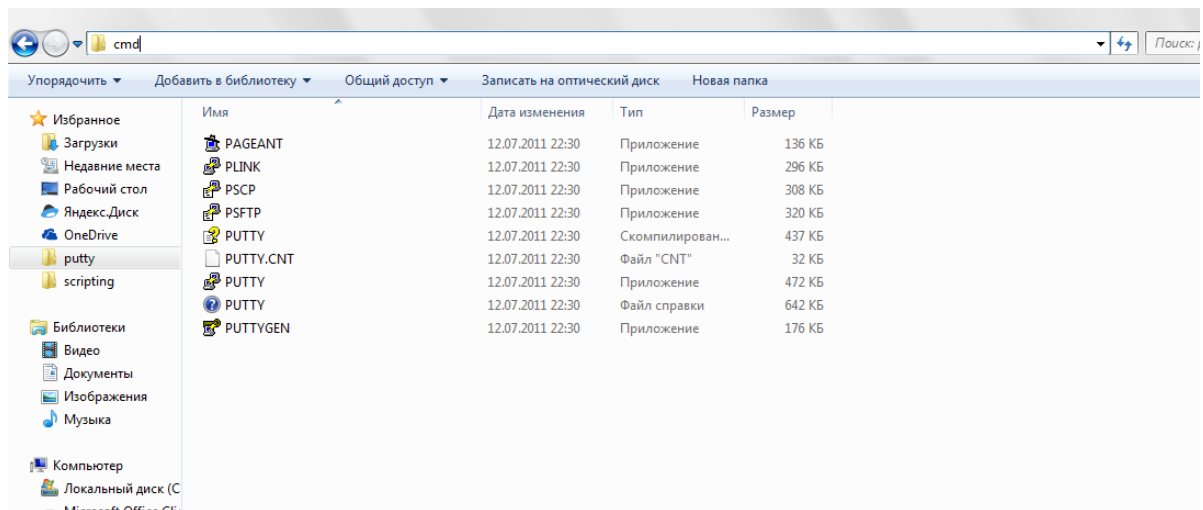 cmd
Поиск:
Упорядочить Добавить в библиотеку Общий доступ Записать на оптический диск Новая папка
Имя Дата изменения Тип Размер
Избранное
Загрузки
Недавние места
Рабочий стол
Яндекс.Диск
OneDrive
putty
scripting
Библиотеки
Видео
Документы
Изображения
Музыка
Компьютер
Локальный диск (C
PAGEANT 12.07.2011 22:30 Приложение 136 КБ
PLINK 12.07.2011 22:30 Приложение 296 КБ
PSCP 12.07.2011 22:30 Приложение 308 КБ
PSFTP 12.07.2011 22:30 Приложение 320 КБ
PUTTY 12.07.2011 22:30 Скомпилирован... 437 КБ
PUTTY.CNT 12.07.2011 22:30 Файл "CNT" 32 КБ
PUTTY 12.07.2011 22:30 Приложение 472 КБ
PUTTY 12.07.2011 22:30 Файл справки 642 КБ
PUTTYGEN 12.07.2011 22:30 Приложение 176 КБ